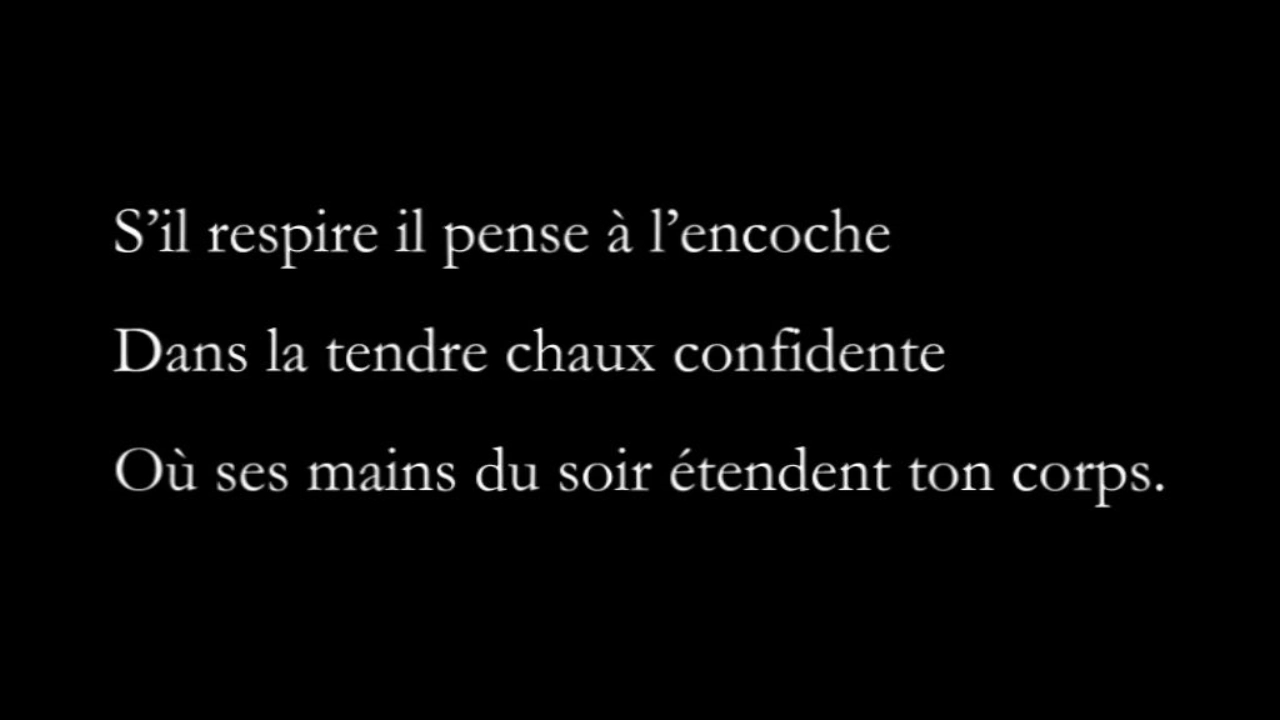 S’il respire il pense à l’encoche
Dans la tendre chaux confidente
Où ses mains du soir étendent ton corps.